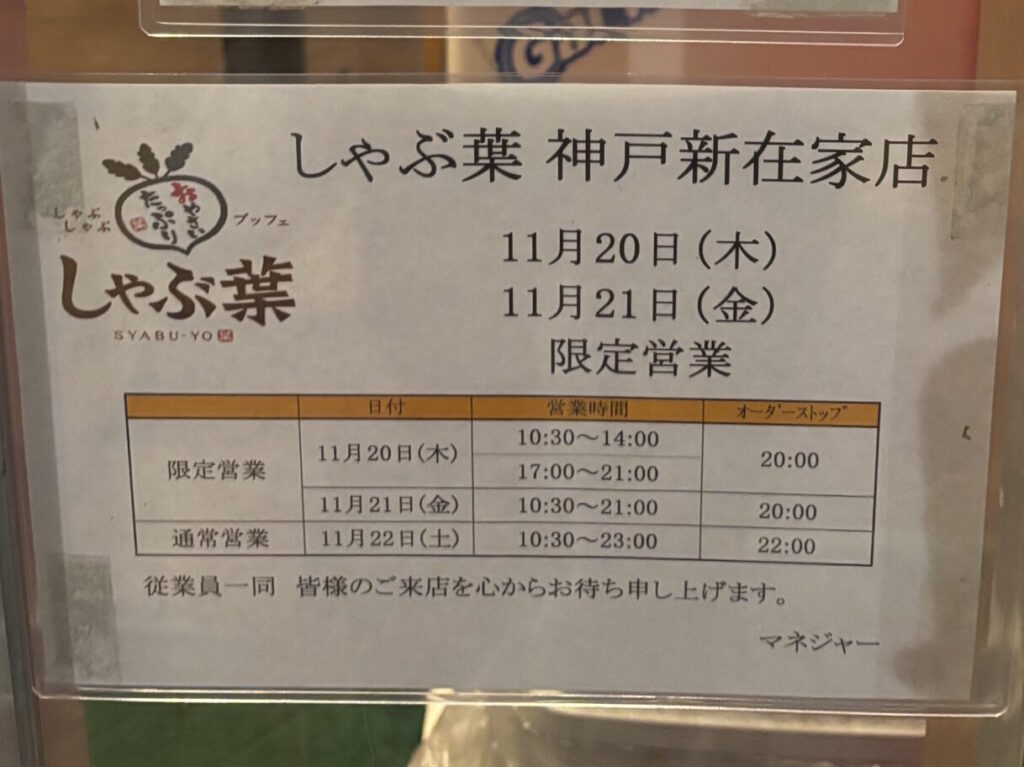 しゃぶ葉 神戸新在家店
おやさい
たっぷり
しゃぶ
しゃぶ
ブッフェ
しゃぶ葉
SYABU-YO
11月20日(木)
11月21日(金)
限定営業
日付 営業時間 オーダーストップ
限定営業 11月20日(木) 10:30～14:00 20:00
17:00～21:00
11月21日(金) 10:30～21:00 20:00
通常営業 11月22日(土) 10:30～23:00 22:00
従業員一同 皆様のご来店を心からお待ち申し上げます。
マネジャー